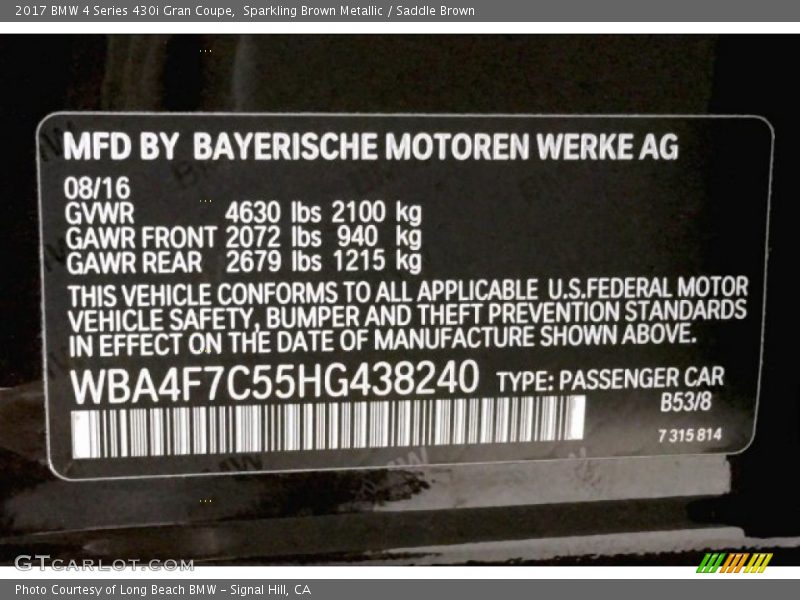 2017 BMW 4 Series 430i Gran Coupe,  Sparkling Brown Metallic / Saddle Brown
MFD BY BAYERISCHE MOTOREN WERKE AG
08/16
GVWR 4630 lbs 2100 kg
GAWR FRONT 2072 lbs 940 kg
GAWR REAR 2679 lbs 1215 kg
THIS VEHICLE CONFORMS TO ALL APPLICABLE U.S.FEDERAL MOTOR
VEHICLE SAFETY, BUMPER AND THEFT PREVENTION STANDARDS
IN EFFECT ON THE DATE OF MANUFACTURE SHOWN ABOVE.
WBA4F7C55HG438240 TYPE: PASSENGER CAR
B53/8
7 315 814
GTCARLOT.COM
Photo Courtesy of Long Beach BMW - Signal Hill, CA